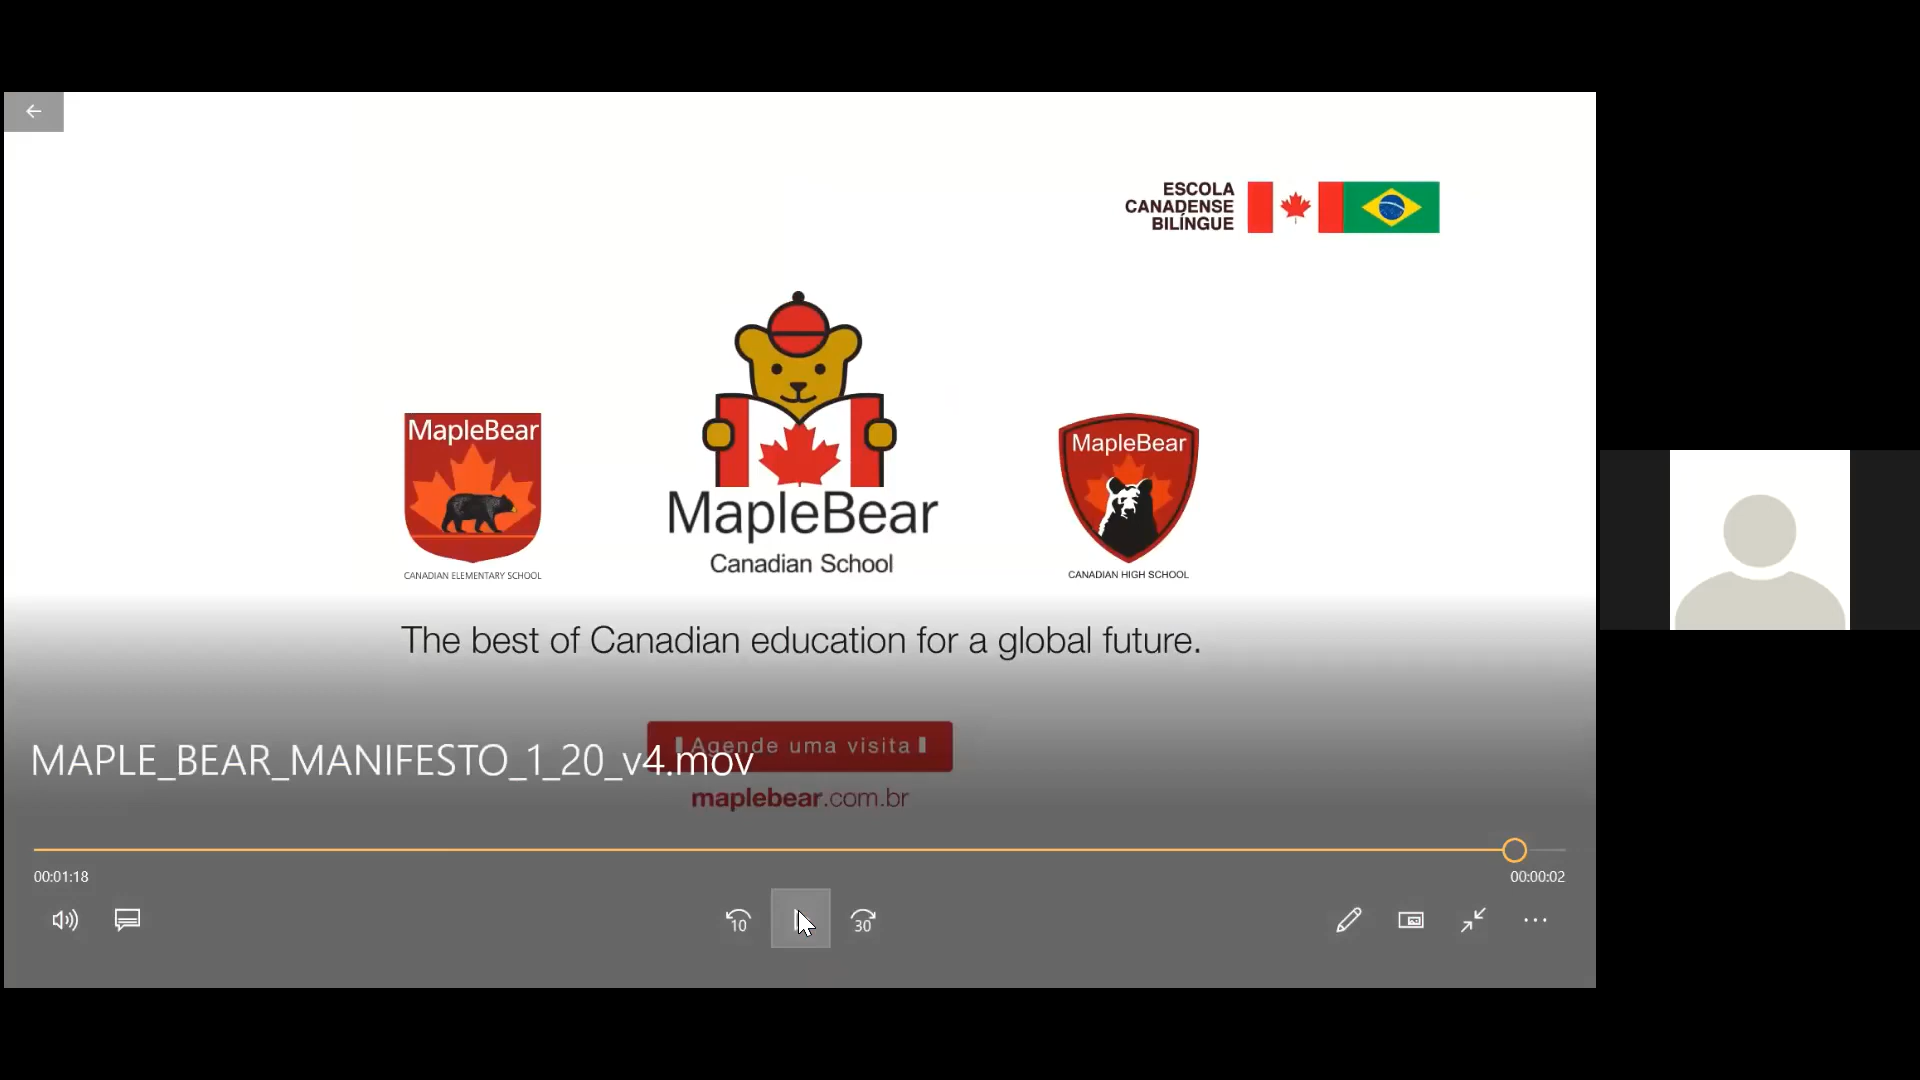 ESCOLA
CANADENSE
BILÍNGUE
MapleBear
CANADIAN ELEMENTARY SCHOOL
MapleBear
Canadian School
MapleBear
CANADIAN HIGH SCHOOL
The best of Canadian education for a global future.
Agende uma visita
MAPLE_BEAR_MANIFESTO_1_20_v4.mov
maplebear.com.br
00:01:18
00:00:02
10
30